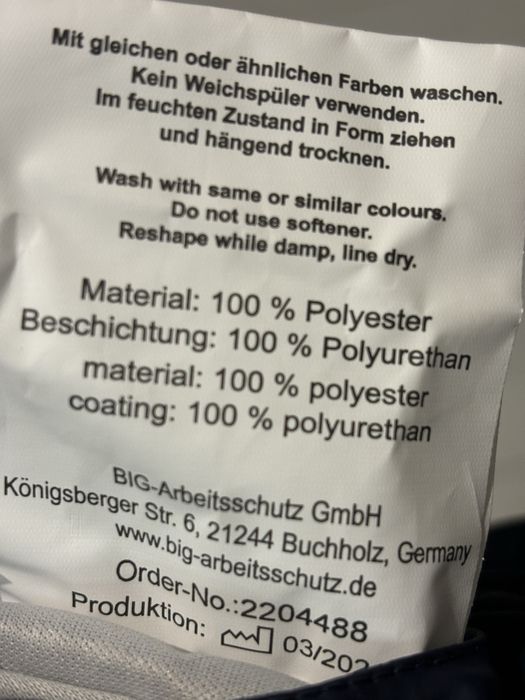 Mit gleichen oder ähnlichen Farben waschen.
Kein Weichspüler verwenden.
Im feuchten Zustand in Form ziehen
und hängend trocknen.
Wash with same or similar colours.
Do not use softener.
Reshape while damp, line dry.
Material: 100 % Polyester
Beschichtung: 100 % Polyurethan
material: 100 % polyester
coating: 100 % polyurethan
BIG-Arbeitsschutz GmbH
Königsberger Str. 6, 21244 Buchholz, Germany
www.big-arbeitsschutz.de
Order-No.:2204488
Produktion: